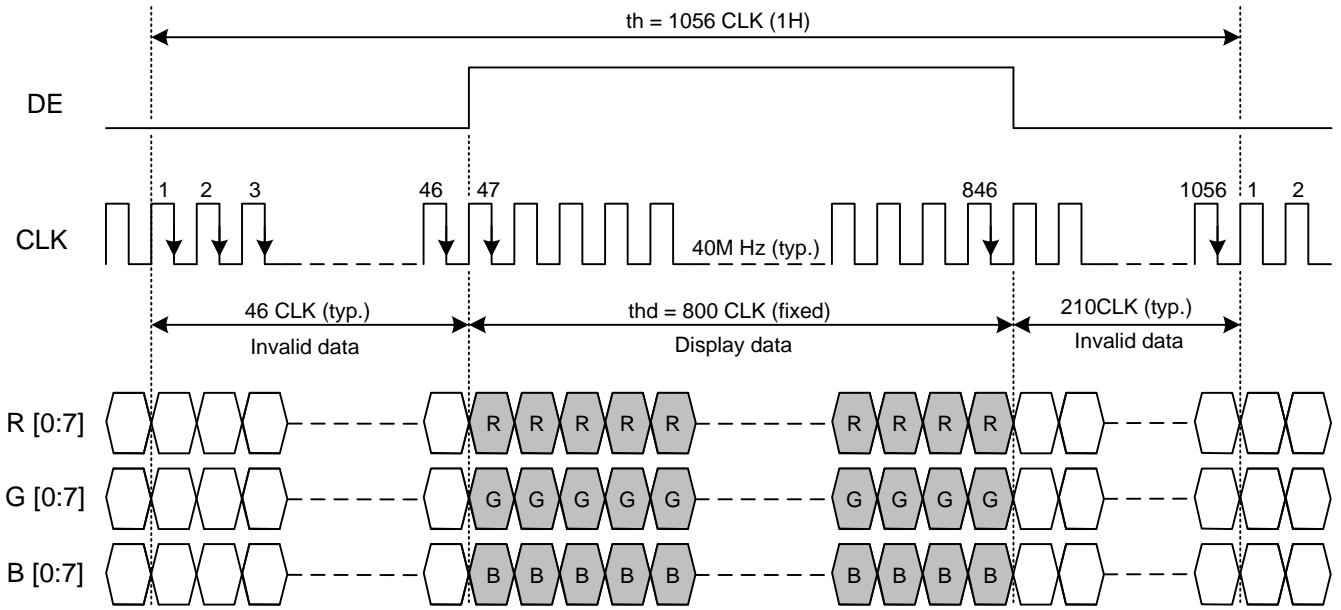 th = 1056 CLK (1H)
DE
1 2 3 46 47 846 1056 1 2
CLK
40M Hz (typ.)
46 CLK (typ.) thd = 800 CLK (fixed) 210CLK (typ.)
Invalid data Display data Invalid data
R [0:7] R R R R R R R R R
G [0:7] G G G G G G G G G
B [0:7] B B B B B B B B B